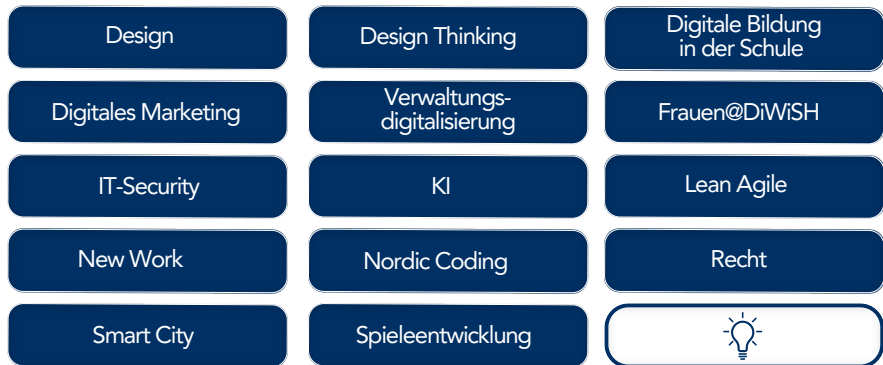 Design
Design Thinking
Digitale Bildung
in der Schule
Digitales Marketing
Verwaltungs-
digitalisierung
Frauen@DiWiSH
IT-Security
KI
Lean Agile
New Work
Nordic Coding
Recht
Smart City
Spieleentwicklung